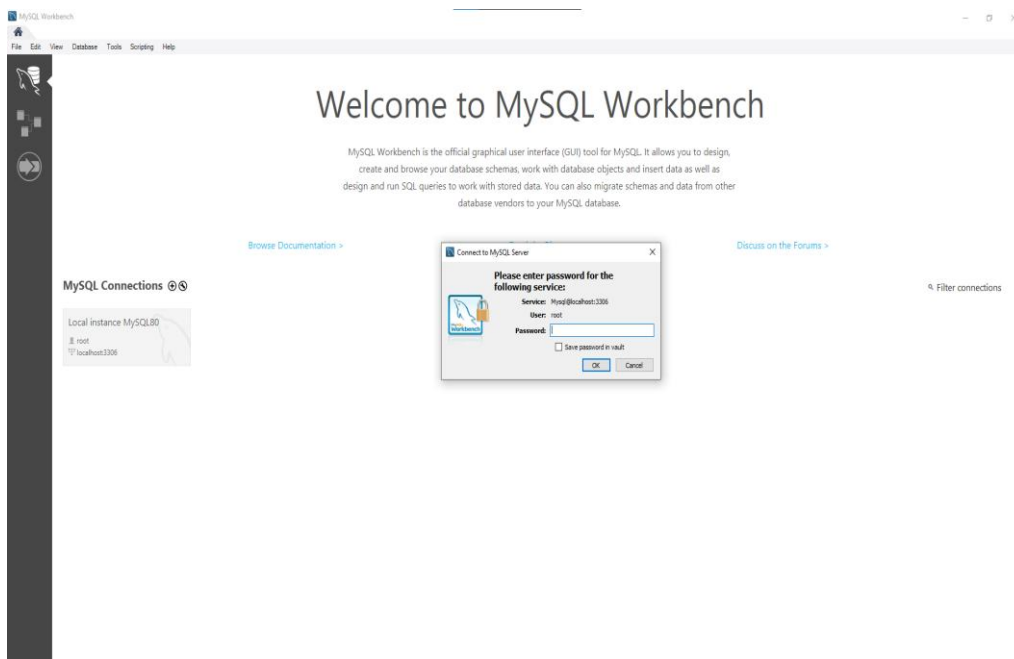 MySQL Workbench
File Edit View Database Tools Scripting Help
Welcome to MySQL Workbench
MySQL Workbench is the official graphical user interface (GUI) tool for MySQL. It allows you to design,
create and browse your database schemas, work with database objects and insert data as well as
design and run SQL queries to work with stored data. You can also migrate schemas and data from other
database vendors to your MySQL database.
Browse Documentation >
Discuss on the Forums >
Connect to MySQL Server
Please enter password for the
following service:
Service: Mysql@localhost:3306
User: root
Password:
Save password in vault
OK Cancel
MySQL Connections
Filter connections
Local instance MySQL80
root
localhost:3306